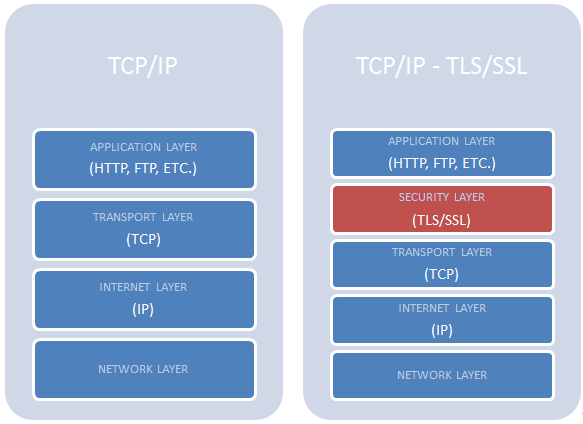 TCP/IP
APPLICATION LAYER
(HTTP, FTP, ETC.)
TRANSPORT LAYER
(TCP)
INTERNET LAYER
(IP)
NETWORK LAYER
TCP/IP - TLS/SSL
APPLICATION LAYER
(HTTP, FTP, ETC.)
SECURITY LAYER
(TLS/SSL)
TRANSPORT LAYER
(TCP)
INTERNET LAYER
(IP)
NETWORK LAYER